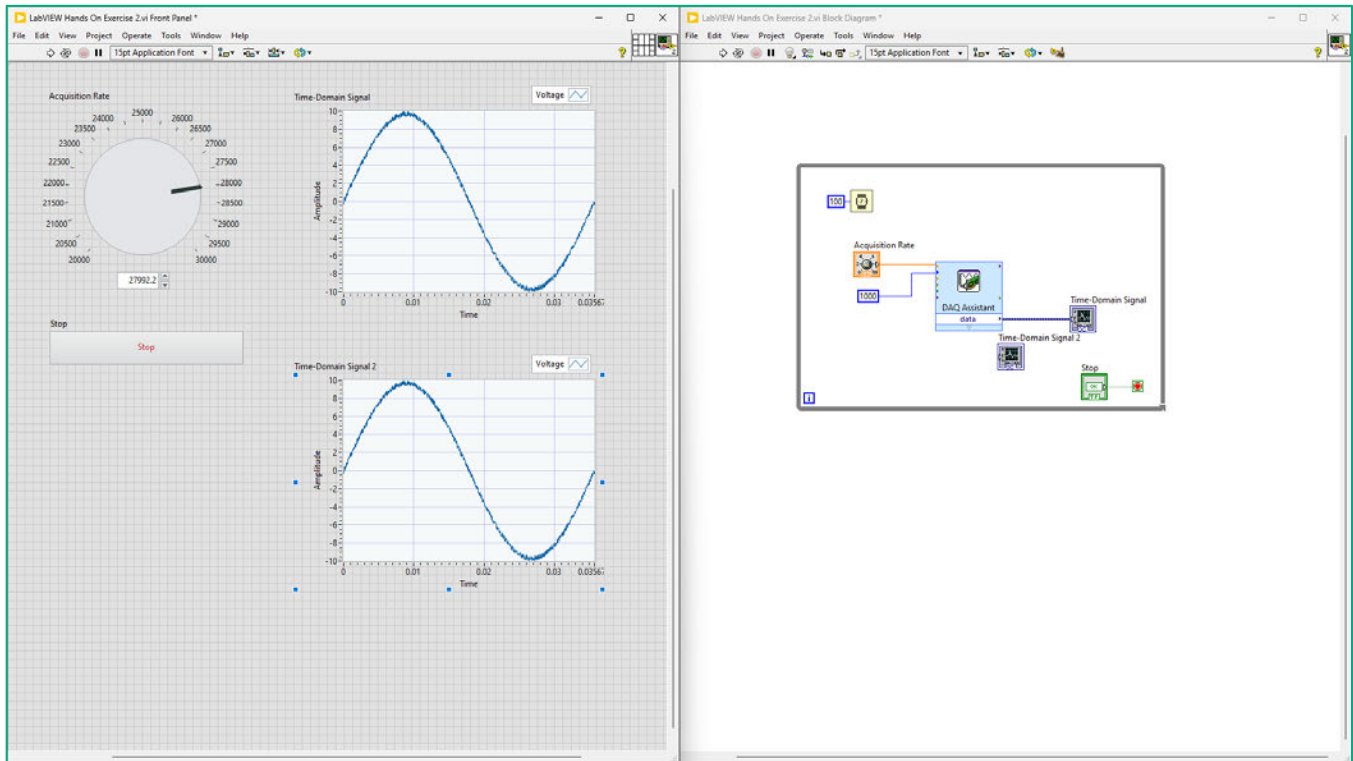 LabVIEW Hands On Exercise 2.vi Front Panel *
File Edit View Project Operate Tools Window Help
15pt Application Font
2
Acquisition Rate
20000
20500
21000
21500
22000
22500
23000
23500
24000
25000
26000
26500
27000
27500
28000
28500
29000
29500
30000
27992.2
Stop
Stop
Time-Domain Signal
Voltage
Amplitude
10
8
6
4
2
0
-2
-4
-6
-8
-10
0 0.01 0.02 0.03
Time
Time-Domain Signal 2
Voltage
Amplitude
10
8
6
4
2
0
-2
-4
-6
-8
-10
0 0.01 0.02 0.03
Time
LabVIEW Hands On Exercise 2.vi Block Diagram *
File Edit View Project Operate Tools Window Help
15pt Application Font
2
100
Acquisition Rate
1000
DAQ Assistant
data
Time-Domain Signal
Time-Domain Signal 2
Stop
OK
TF
i